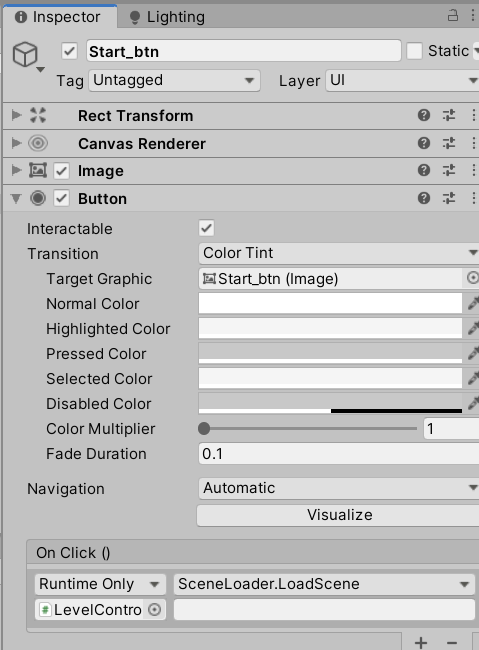 Inspector Lighting
Start_btn Static
Tag Untagged Layer UI
Rect Transform
Canvas Renderer
Image
Button
Interactable
Transition Color Tint
Target Graphic Start_btn (Image)
Normal Color
Highlighted Color
Pressed Color
Selected Color
Disabled Color
Color Multiplier 1
Fade Duration 0.1
Navigation Automatic
Visualize
On Click ()
Runtime Only SceneLoader.LoadScene
# LevelContro